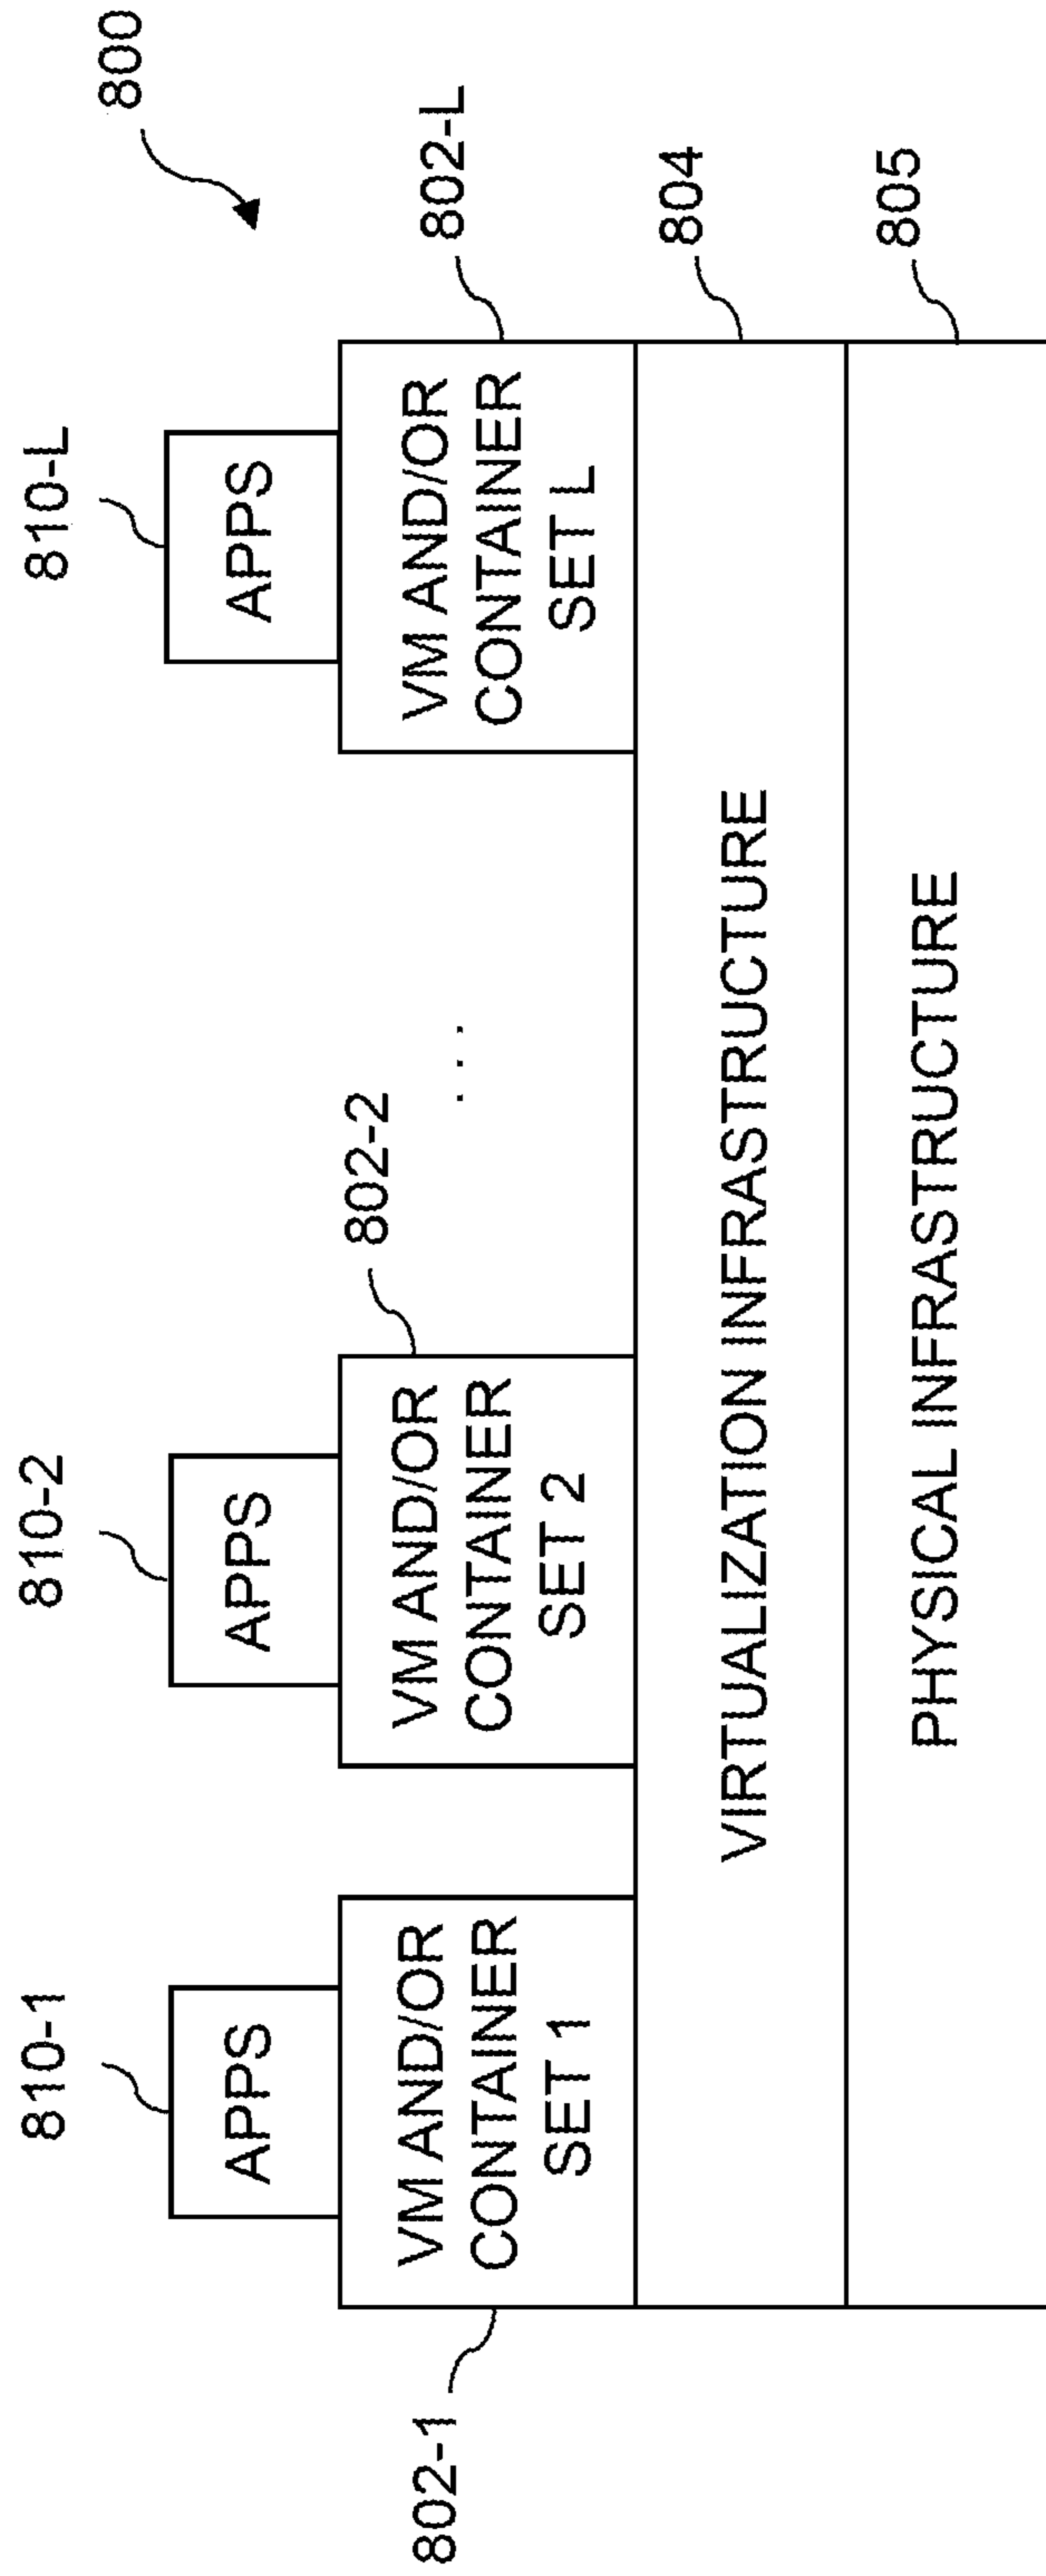 800
810-1
810-2
810-L
APPS
APPS
APPS
802-2
802-L
802-1
VM AND/OR
CONTAINER
SET 1
VM AND/OR
CONTAINER
SET 2
. . .
VM AND/OR
CONTAINER
SET L
VIRTUALIZATION INFRASTRUCTURE
804
PHYSICAL INFRASTRUCTURE
805